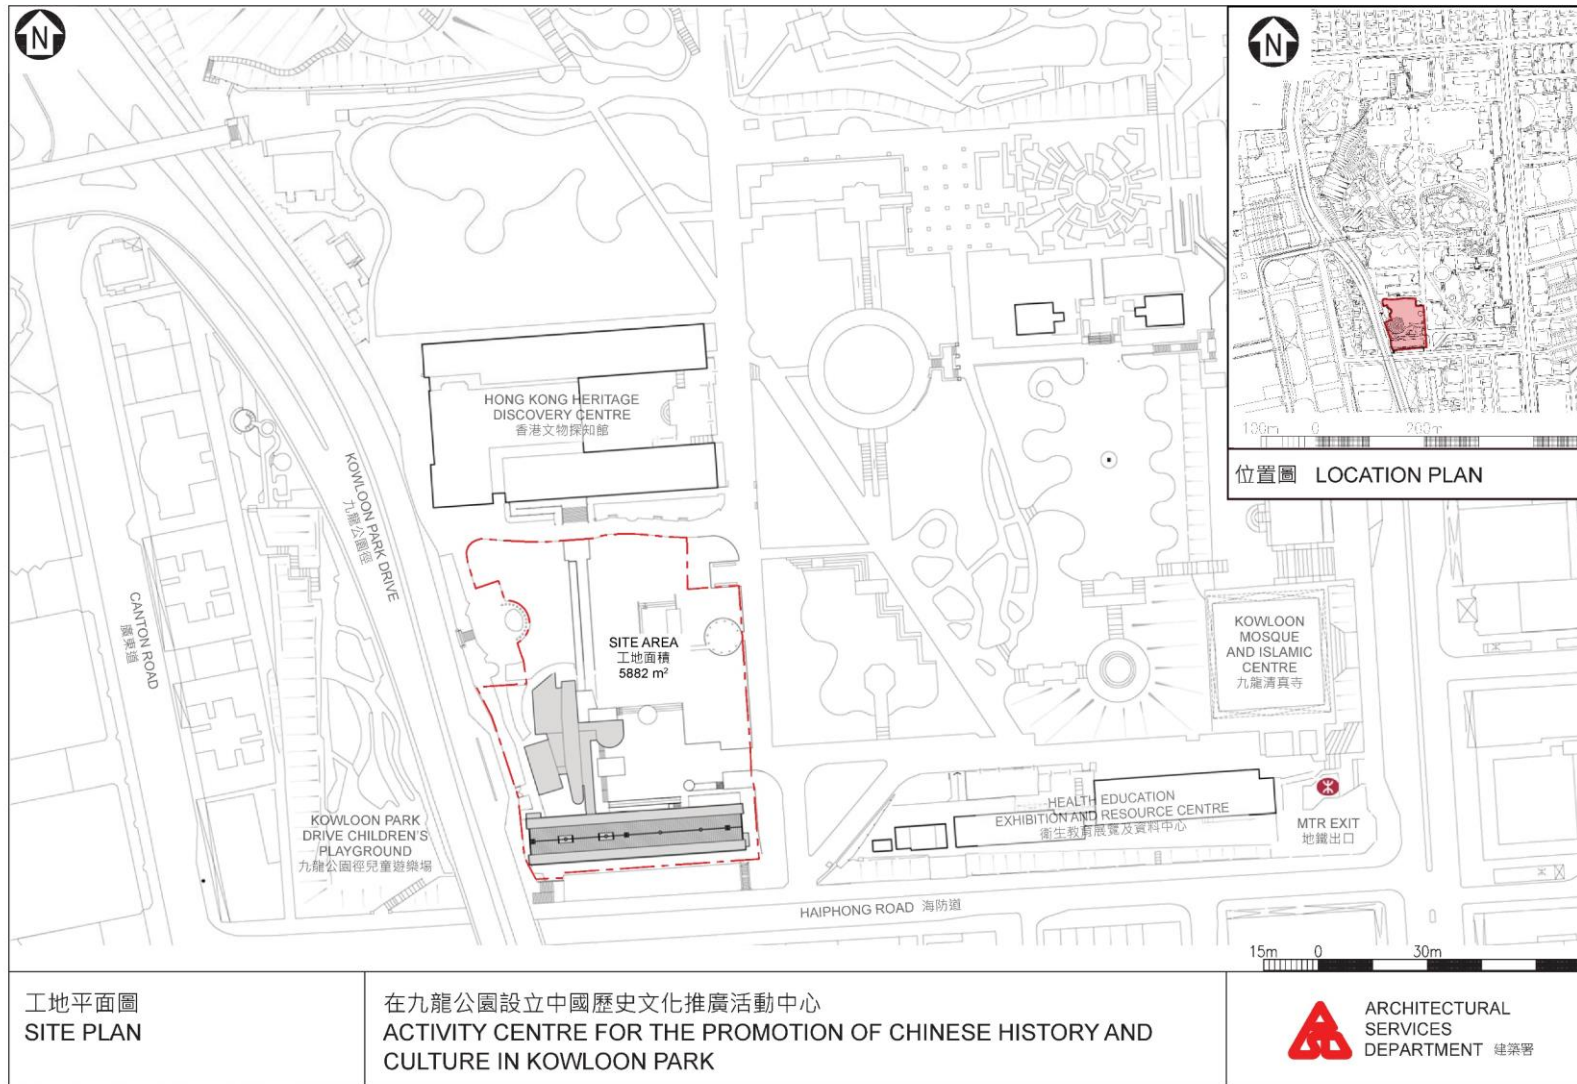 N
N
HONG KONG HERITAGE
DISCOVERY CENTRE
香港文物探知館
KOWLOON PARK DRIVE
九龍公園徑
CANTON ROAD
廣東道
SITE AREA
工地面積
5882 m²
KOWLOON
MOSQUE
AND ISLAMIC
CENTRE
九龍清真寺
KOWLOON PARK
DRIVE CHILDREN'S
PLAYGROUND
九龍公園徑兒童遊樂場
HEALTH EDUCATION
EXHIBITION AND RESOURCE CENTRE
衞生教育展覽及資料中心
MTR EXIT
地鐵出口
HAIPHONG ROAD 海防道
100m 0 200m
位置圖 LOCATION PLAN
15m 0 30m
工地平面圖
SITE PLAN
在九龍公園設立中國歷史文化推廣活動中心
ACTIVITY CENTRE FOR THE PROMOTION OF CHINESE HISTORY AND
CULTURE IN KOWLOON PARK
ARCHITECTURAL
SERVICES
DEPARTMENT 建築署